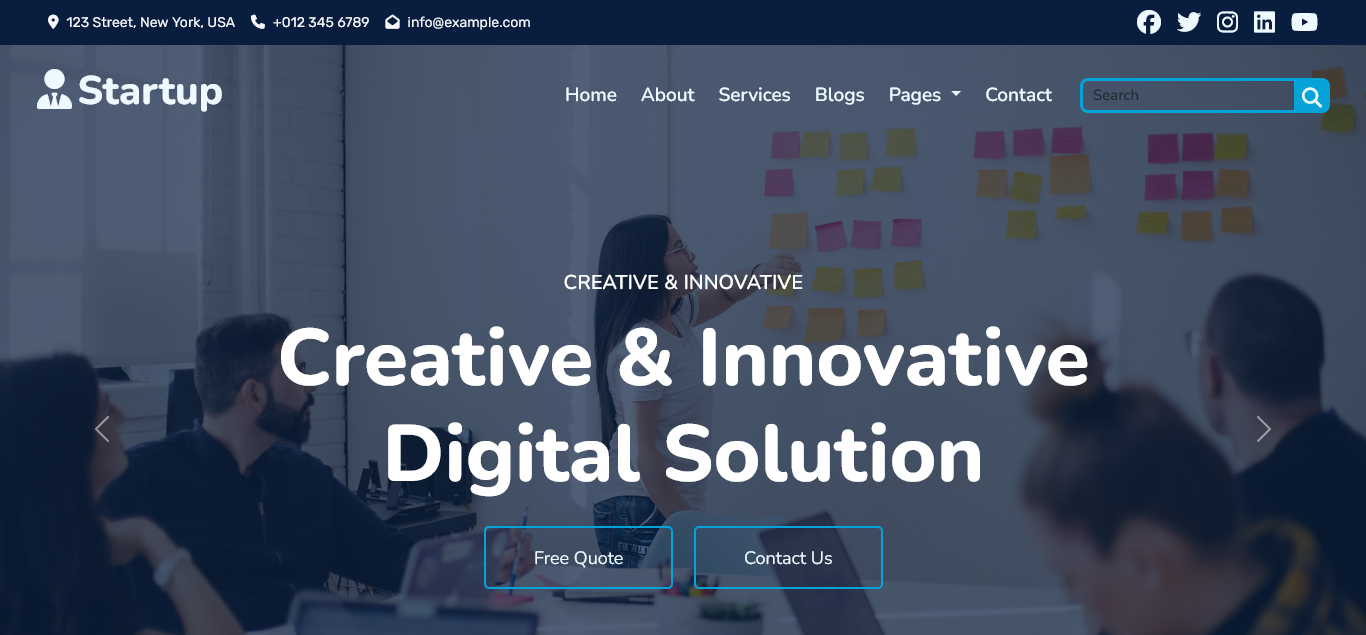 123 Street, New York, USA +012 345 6789 info@example.com
Startup
Home About Services Blogs Pages Contact Search
CREATIVE & INNOVATIVE
Creative & Innovative
Digital Solution
Free Quote Contact Us